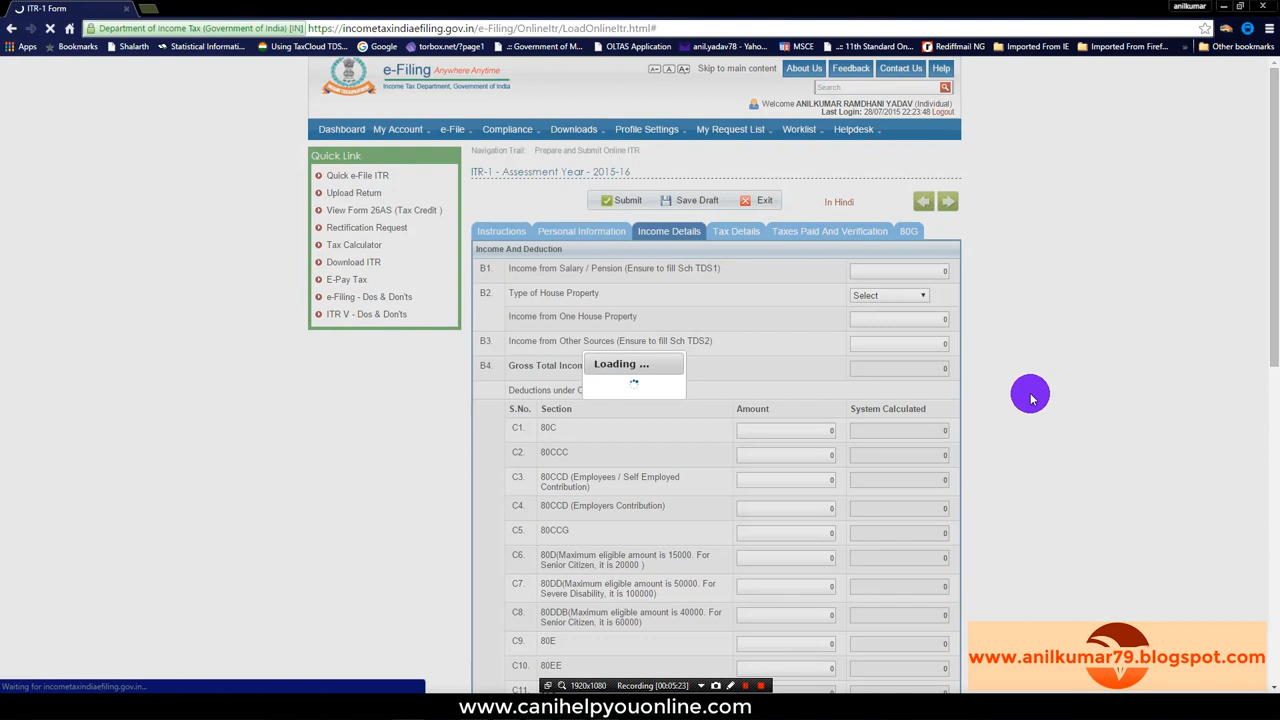 ITR-1 Form
anilkumar
Department of Income Tax (Government of India) [IN]
https://incometaxindiaefiling.gov.in/e-Filing/OnlineItr/LoadOnlineItr.html#
Apps Bookmarks Shalarth Statistical Informati... Using TaxCloud TDS... Google torbox.net/?page1 .:: Government of M... OLTAS Application anil.yadav78 - Yaho... MSCE ..:: 11th Standard On... Rediffmail NG Imported From IE Imported From Firef... » Other bookmarks
e-Filing Anywhere Anytime
Income Tax Department, Government of India
A- A A+ Skip to main content About Us Feedback Contact Us Help
Search
Welcome ANILKUMAR RAMDHANI YADAV (Individual)
Last Login: 28/07/2015 22:23:48 Logout
Dashboard My Account e-File Compliance Downloads Profile Settings My Request List Worklist Helpdesk
Quick Link
Quick e-File ITR
Upload Return
View Form 26AS (Tax Credit )
Rectification Request
Tax Calculator
Download ITR
E-Pay Tax
e-Filing - Dos & Don'ts
ITR V - Dos & Don'ts
Navigation Trail: Prepare and Submit Online ITR
ITR-1 - Assessment Year - 2015-16
Submit Save Draft Exit In Hindi
Instructions Personal Information Income Details Tax Details Taxes Paid And Verification 80G
Income And Deduction
B1. Income from Salary / Pension (Ensure to fill Sch TDS1) 0
B2. Type of House Property Select
Income from One House Property 0
B3. Income from Other Sources (Ensure to fill Sch TDS2) 0
B4. Gross Total Incom 0
Loading ...
Deductions under C
S.No. Section Amount System Calculated
C1. 80C 0 0
C2. 80CCC 0 0
C3. 80CCD (Employees / Self Employed
Contribution) 0 0
C4. 80CCD (Employers Contribution) 0 0
C5. 80CCG 0 0
C6. 80D(Maximum eligible amount is 15000. For
Senior Citizen, it is 20000 ) 0 0
C7. 80DD(Maximum eligible amount is 50000. For
Severe Disability, it is 100000) 0 0
C8. 80DDB(Maximum eligible amount is 40000. For
Senior Citizen, it is 60000) 0 0
C9. 80E 0 0
C10. 80EE 0 0
C11.
www.anilkumar79.blogspot.com
Waiting for incometaxindiaefiling.gov.in...
1920x1080 Recording [00:05:23]
www.canihelpyouonline.com